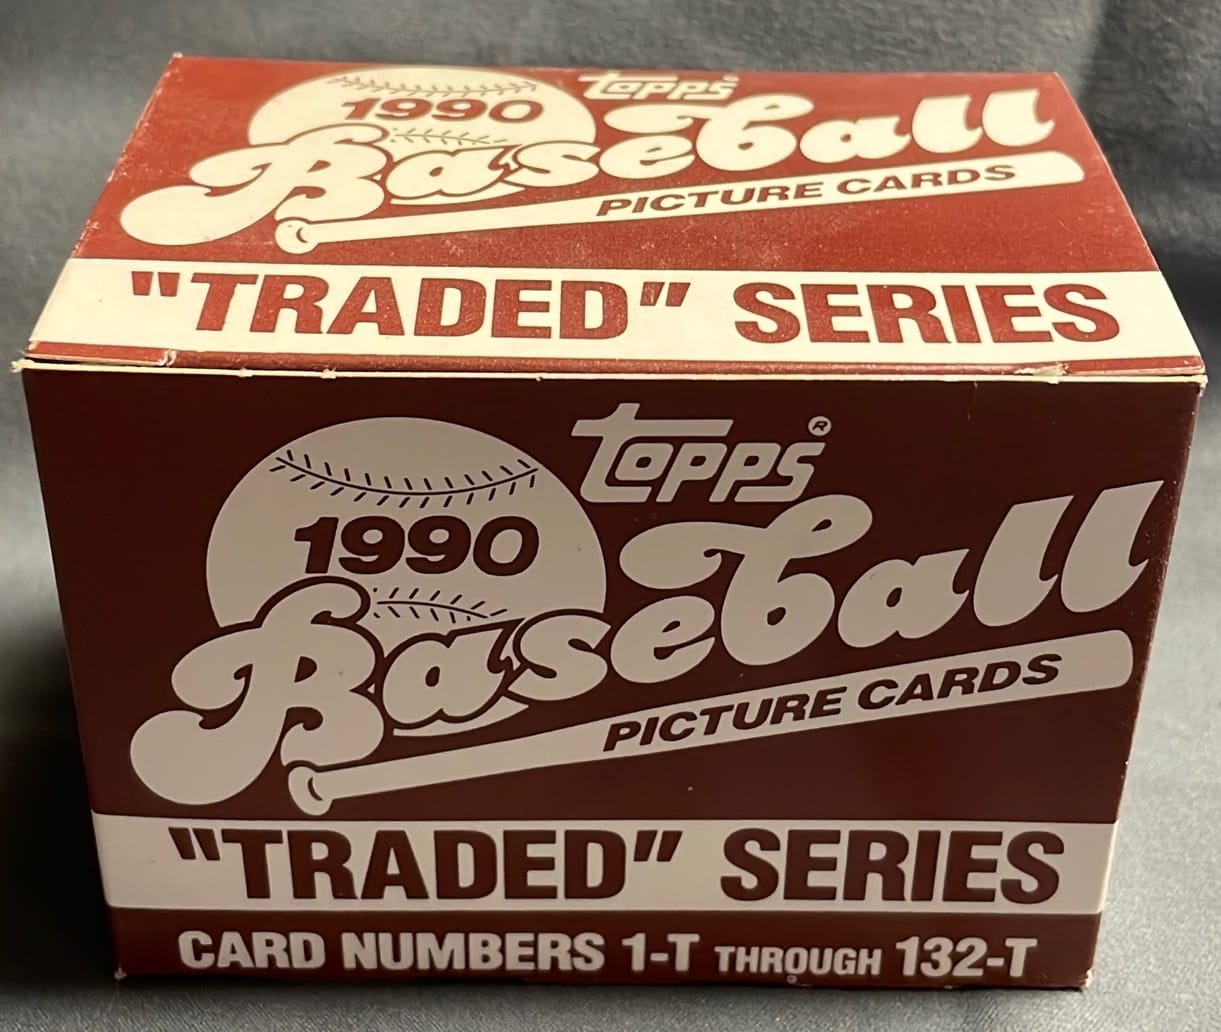 1990
Topps
Baseball
PICTURE CARDS
"TRADED" SERIES
Topps®
1990
Baseball
PICTURE CARDS
"TRADED" SERIES
CARD NUMBERS 1-T THROUGH 132-T